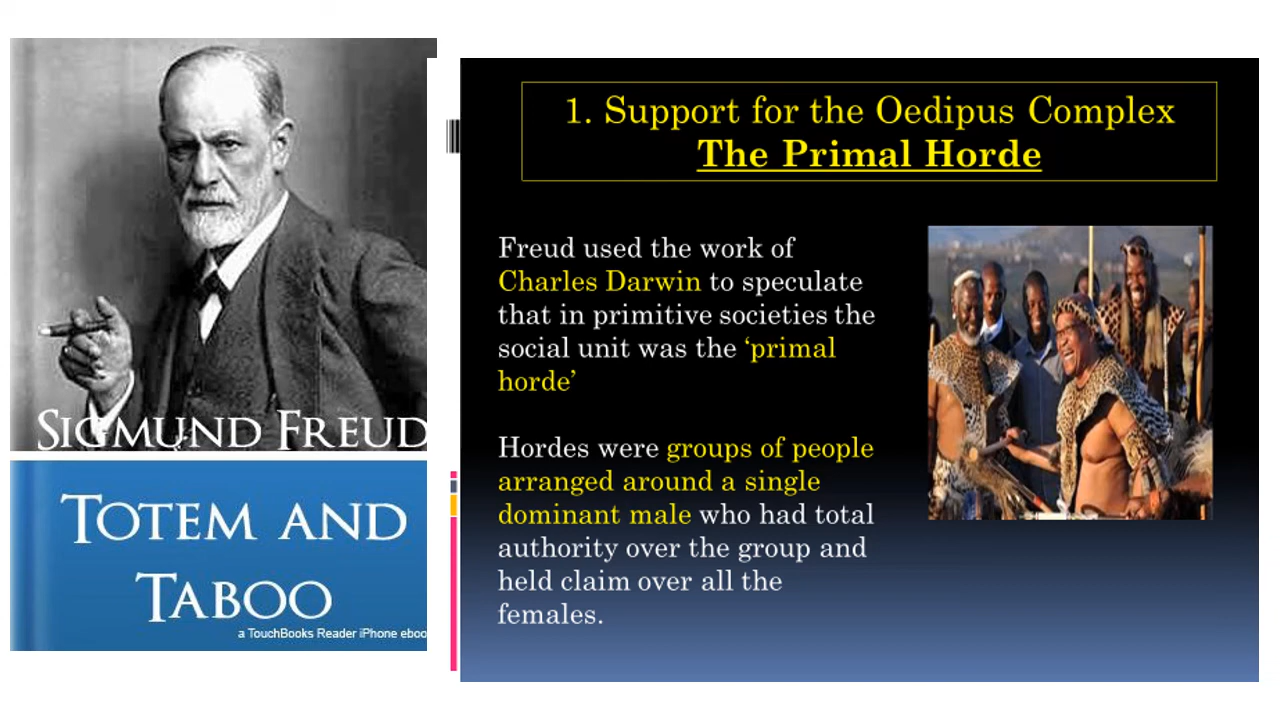 SIGMUND FREUD
TOTEM AND
TABOO
a TouchBooks Reader iPhone eboo
1. Support for the Oedipus Complex
The Primal Horde
Freud used the work of
Charles Darwin to speculate
that in primitive societies the
social unit was the ‘primal
horde’
Hordes were groups of people
arranged around a single
dominant male who had total
authority over the group and
held claim over all the
females.